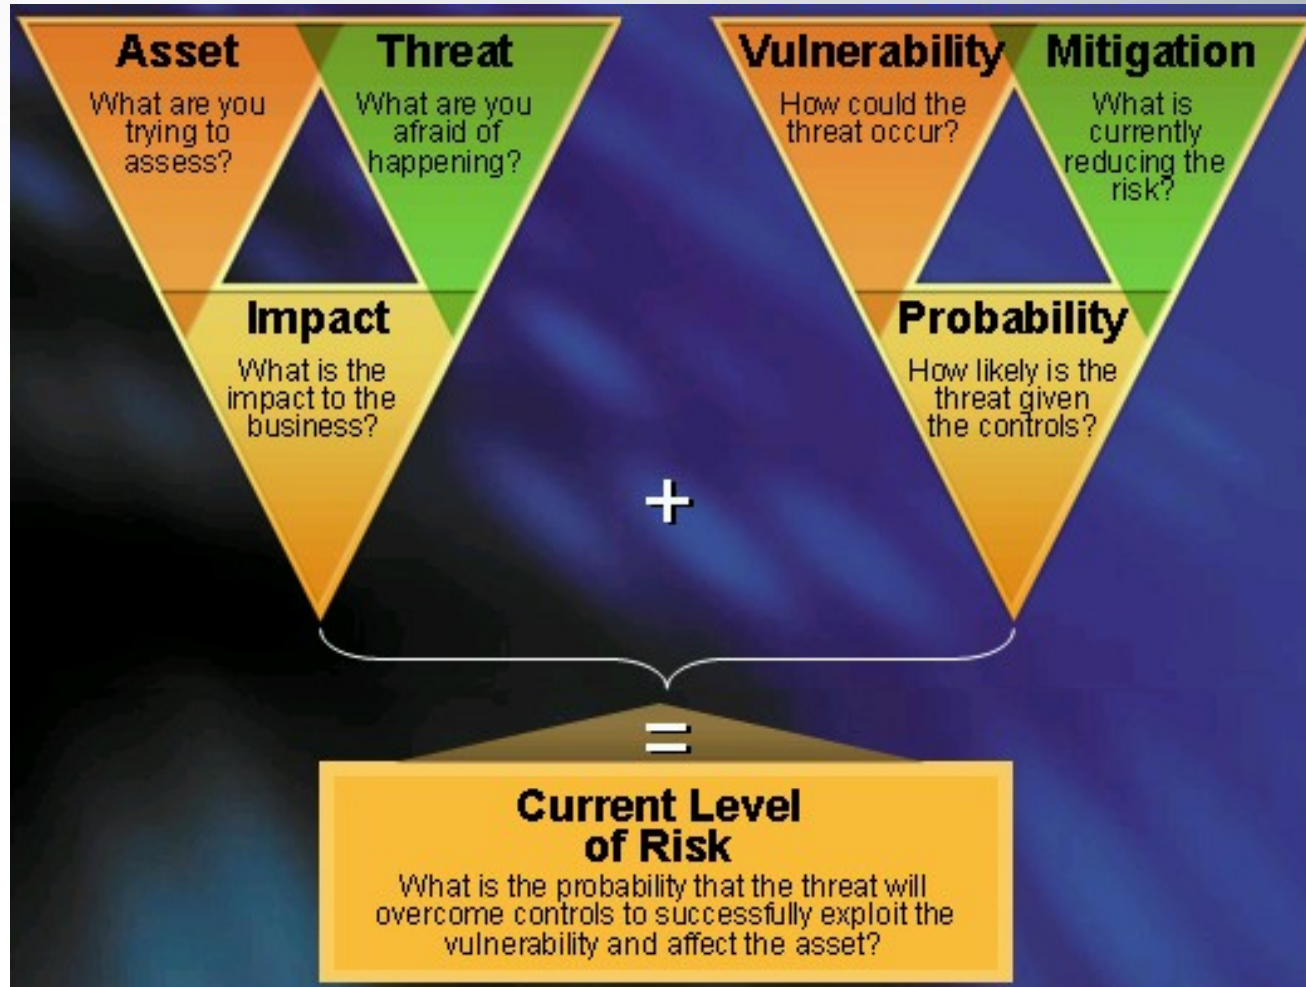 Asset
What are you
trying to
assess?
Threat
What are you
afraid of
happening?
Impact
What is the
impact to the
business?
Vulnerability
How could the
threat occur?
Mitigation
What is
currently
reducing the
risk?
Probability
How likely is the
threat given
the controls?
+
=
Current Level
of Risk
What is the probability that the threat will
overcome controls to successfully exploit the
vulnerability and affect the asset?